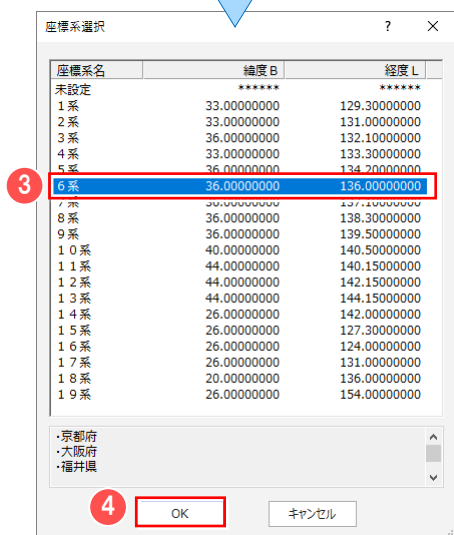 座標系選択 ? ×
座標系名 緯度 B 経度 L
未設定 ****** ******
1系 33.00000000 129.30000000
2系 33.00000000 131.00000000
3系 36.00000000 132.10000000
4系 33.00000000 133.30000000
5系 36.00000000 134.20000000
3 6系 36.00000000 136.00000000
7系 36.00000000 137.10000000
8系 36.00000000 138.30000000
9系 36.00000000 139.50000000
10系 40.00000000 140.50000000
11系 44.00000000 140.15000000
12系 44.00000000 142.15000000
13系 44.00000000 144.15000000
14系 26.00000000 142.00000000
15系 26.00000000 127.30000000
16系 26.00000000 124.00000000
17系 26.00000000 131.00000000
18系 20.00000000 136.00000000
19系 26.00000000 154.00000000
・京都府
・大阪府
・福井県
4 OK キャンセル